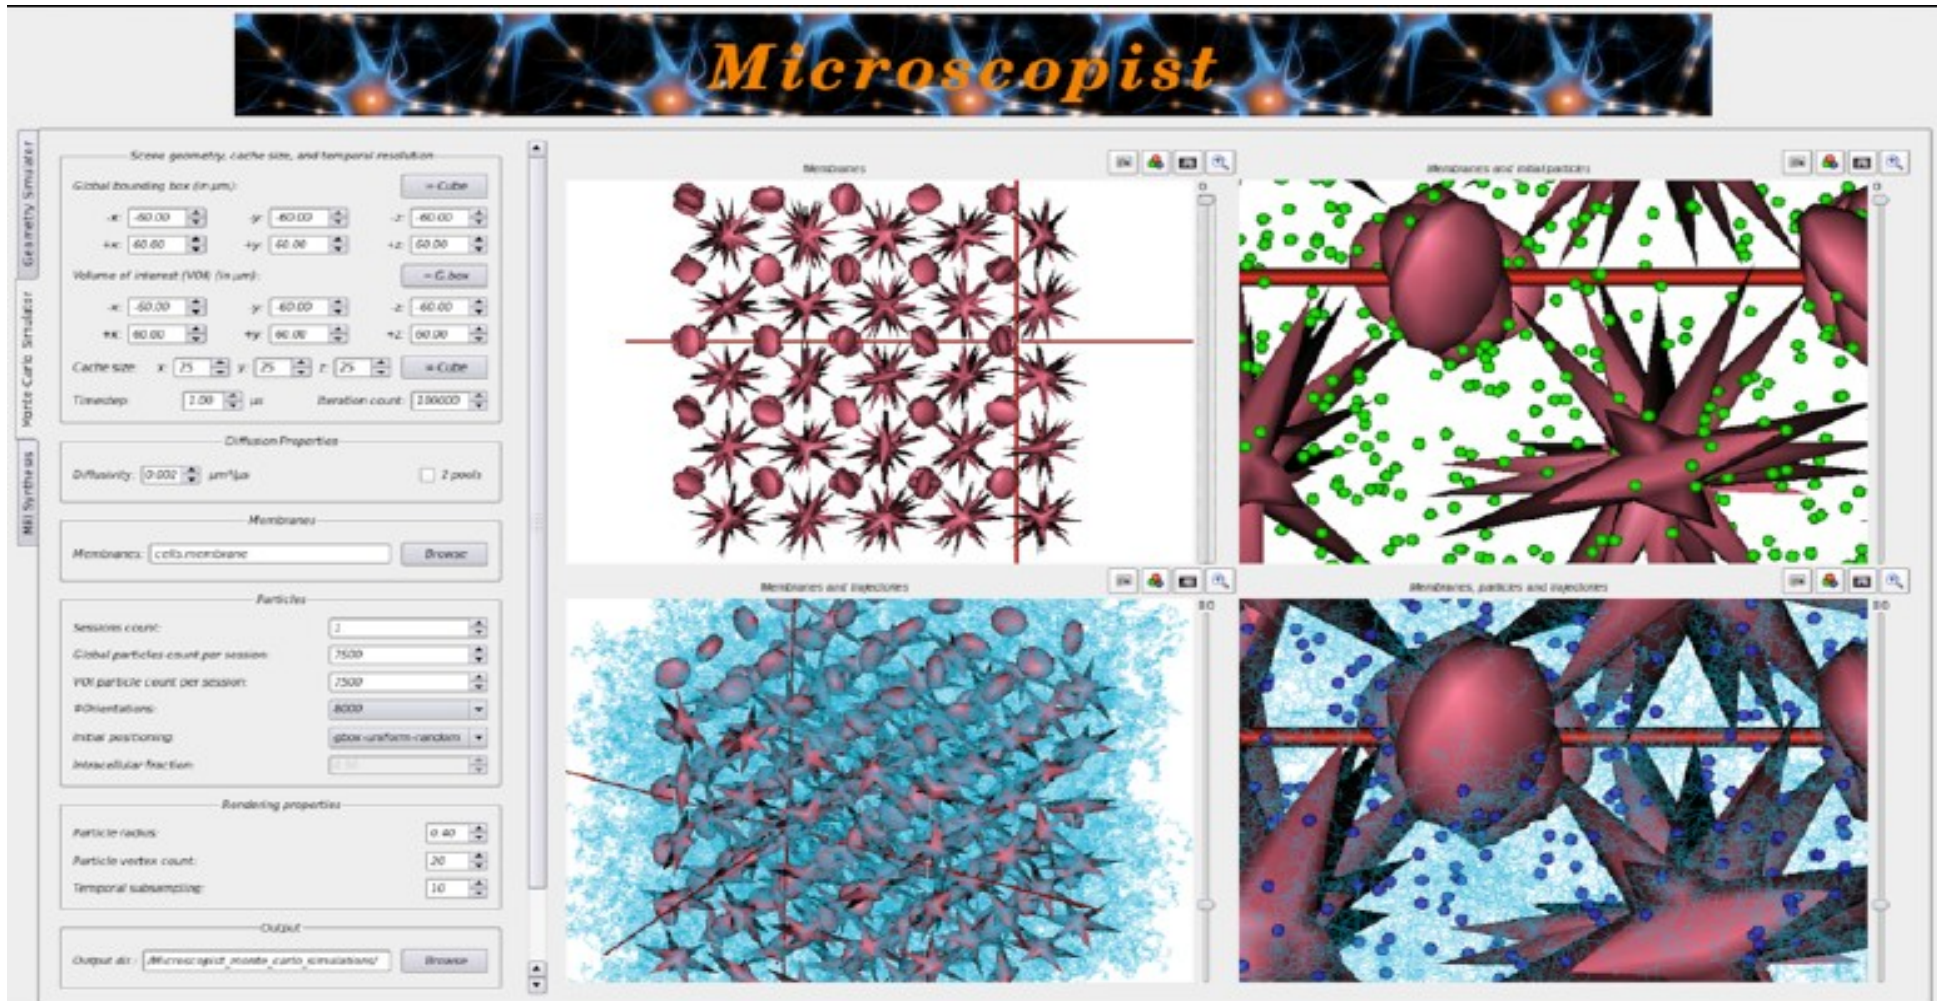 Microscopist
Geometry Simulator
Monte Carlo Simulator
MRI Synthesis
Scene geometry, cache size, and temporal resolution
Global bounding box (in μm):
= Cube
-x: -60.00 -y: -60.00 -z: -60.00
+x: 60.00 +y: 60.00 +z: 60.00
Volume of interest (VOI) (in μm):
= G.box
-x: -60.00 -y: -60.00 -z: -60.00
+x: 60.00 +y: 60.00 +z: 60.00
Cache size: x: 25 y: 25 z: 25 = Cube
Timestep: μs Iteration count: 100000
Diffusion Properties
Diffusivity: 0.002 μm²/μs 2 pools
Membranes
Membranes: cells.membrane Browse
Particles
Sessions count: 1
Global particles count per session: 7500
VOI particle count per session: 7500
#Orientations: 8000
Initial positioning: gbox-uniform-random
Intracellular fraction:
Rendering properties
Particle radius: 0.40
Particle vertex count: 20
Temporal subsampling: 10
Output
Output dir.: /Microscopist_monte_carlo_simulations/ Browse
Membranes
0
Membranes and initial particles
0
Membranes and trajectories
80
Membranes, particles and trajectories
80